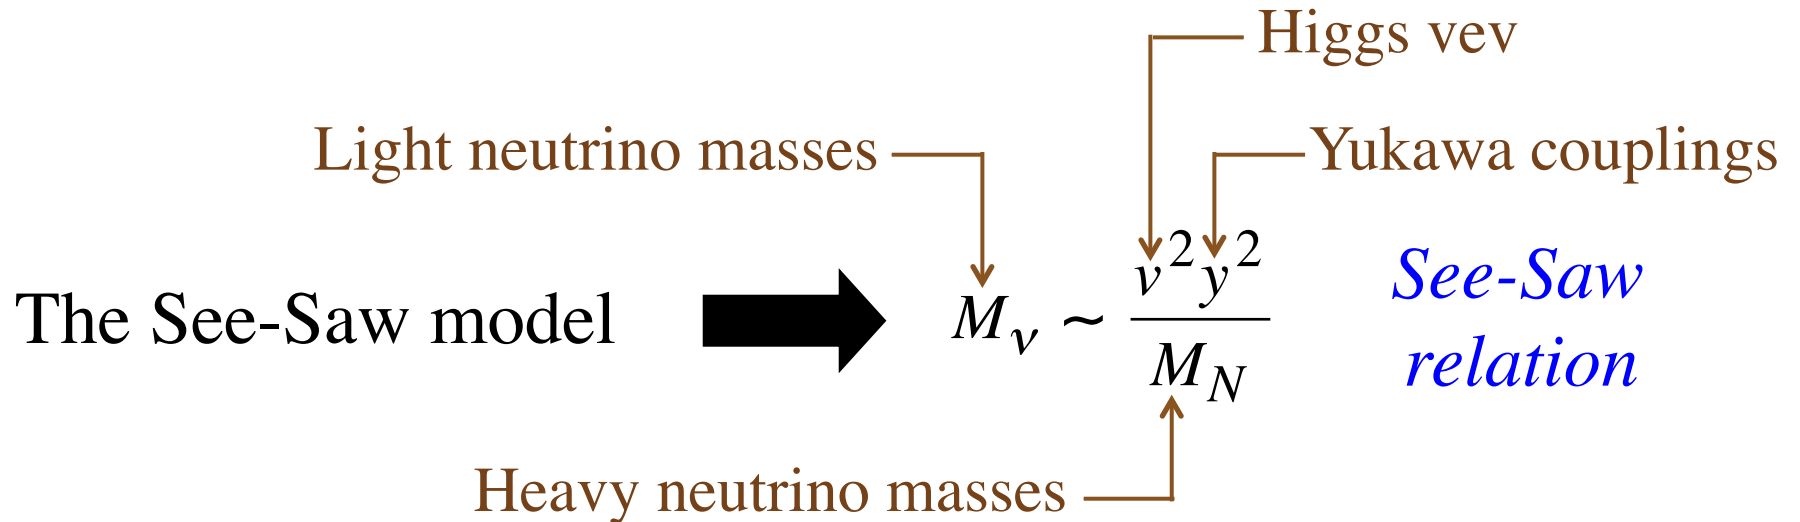 Higgs vev
Light neutrino masses
Yukawa couplings
The See-Saw model
M_ν ~ v²y² / M_N
See-Saw
relation
Heavy neutrino masses